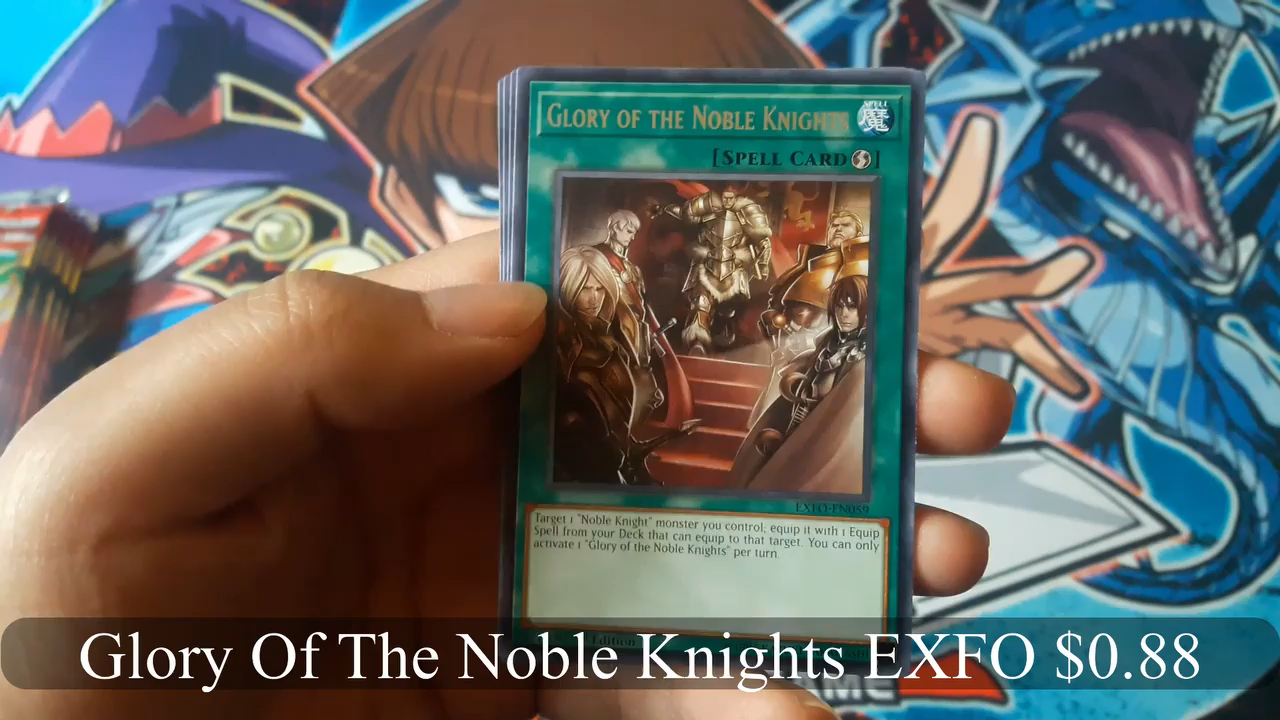 GLORY OF THE NOBLE KNIGHTS
SPELL
魔
[SPELL CARD]
EXFO-EN059
Target 1 "Noble Knight" monster you control; equip it with 1 Equip
Spell from your Deck that can equip to that target. You can only
activate 1 "Glory of the Noble Knights" per turn.
Edition
Glory Of The Noble Knights EXFO $0.88